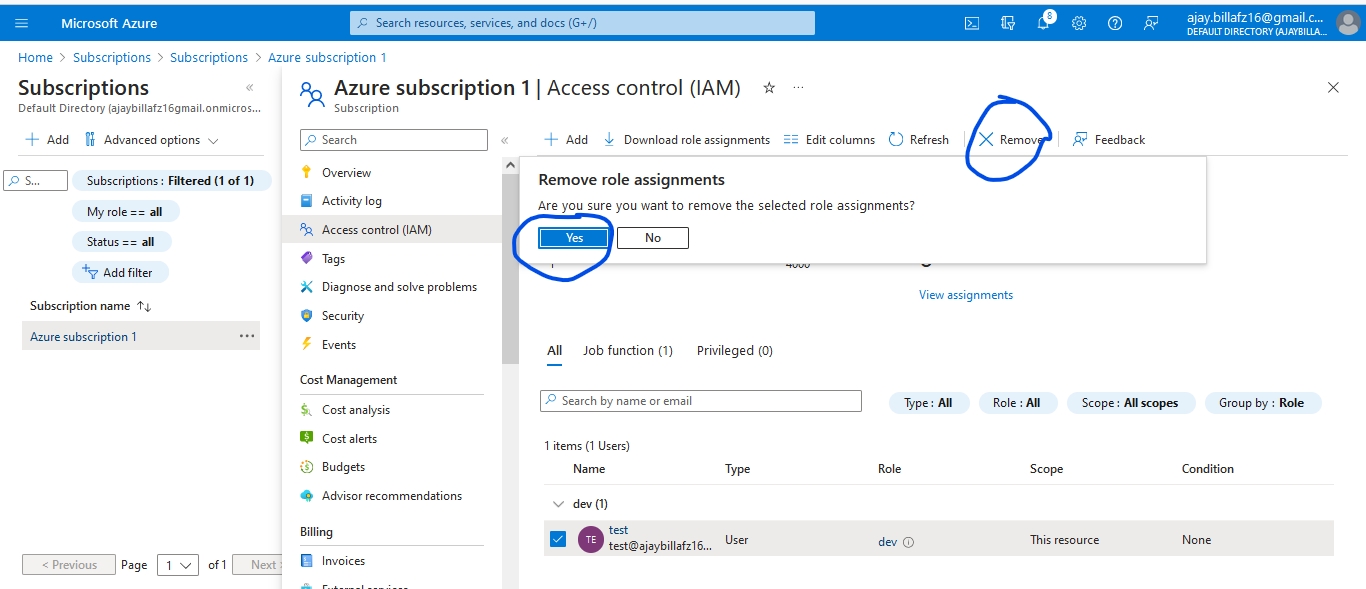 Microsoft Azure
Search resources, services, and docs (G+/)
8
ajay.billafz16@gmail.c...
DEFAULT DIRECTORY (AJAYBILLA...
Home > Subscriptions > Subscriptions > Azure subscription 1
Subscriptions
Default Directory (ajaybillafz16gmail.onmicros...
Add
Advanced options
S...
Subscriptions : Filtered (1 of 1)
My role == all
Status == all
Add filter
Subscription name
Azure subscription 1
< Previous
Page
1
of 1
Next >
Azure subscription 1 | Access control (IAM)
Subscription
Search
Overview
Activity log
Access control (IAM)
Tags
Diagnose and solve problems
Security
Events
Cost Management
Cost analysis
Cost alerts
Budgets
Advisor recommendations
Billing
Invoices
External services
Add
Download role assignments
Edit columns
Refresh
Remove
Feedback
Remove role assignments
Are you sure you want to remove the selected role assignments?
Yes
No
1
4000
View assignments
All
Job function (1)
Privileged (0)
Search by name or email
Type : All
Role : All
Scope : All scopes
Group by : Role
1 items (1 Users)
Name
Type
Role
Scope
Condition
dev (1)
TE
test
test@ajaybillafz16...
User
dev
This resource
None